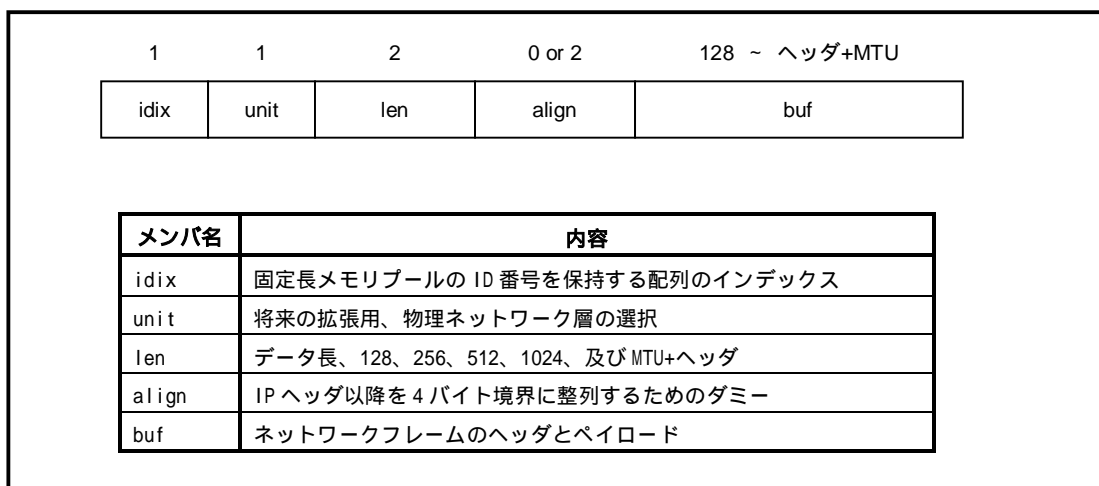 1 1 2 0 or 2 128 ~ ヘッダ+MTU
idix unit len align buf
メンバ名 内容
idix 固定長メモリプールの ID 番号を保持する配列のインデックス
unit 将来の拡張用、物理ネットワーク層の選択
len データ長、128、256、512、1024、及び MTU+ヘッダ
align IP ヘッダ以降を 4 バイト境界に整列するためのダミー
buf ネットワークフレームのヘッダとペイロード